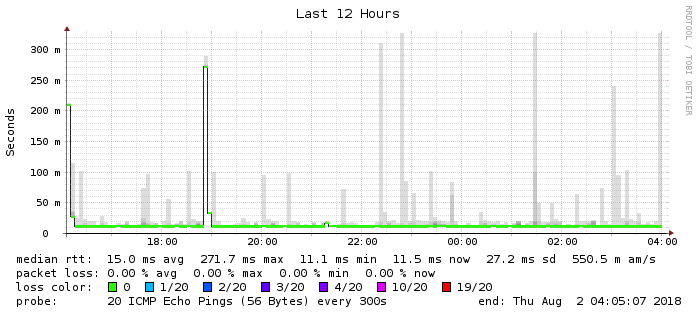 Last 12 Hours
RRDTOOL / TOBI OETIKER
Seconds
300 m
250 m
200 m
150 m
100 m
50 m
0
18:00 20:00 22:00 00:00 02:00 04:00
median rtt: 15.0 ms avg 271.7 ms max 11.1 ms min 11.5 ms now 27.2 ms sd 550.5 m am/s
packet loss: 0.00 % avg 0.00 % max 0.00 % min 0.00 % now
loss color: 0 1/20 2/20 3/20 4/20 10/20 19/20
probe: 20 ICMP Echo Pings (56 Bytes) every 300s end: Thu Aug 2 04:05:07 2018